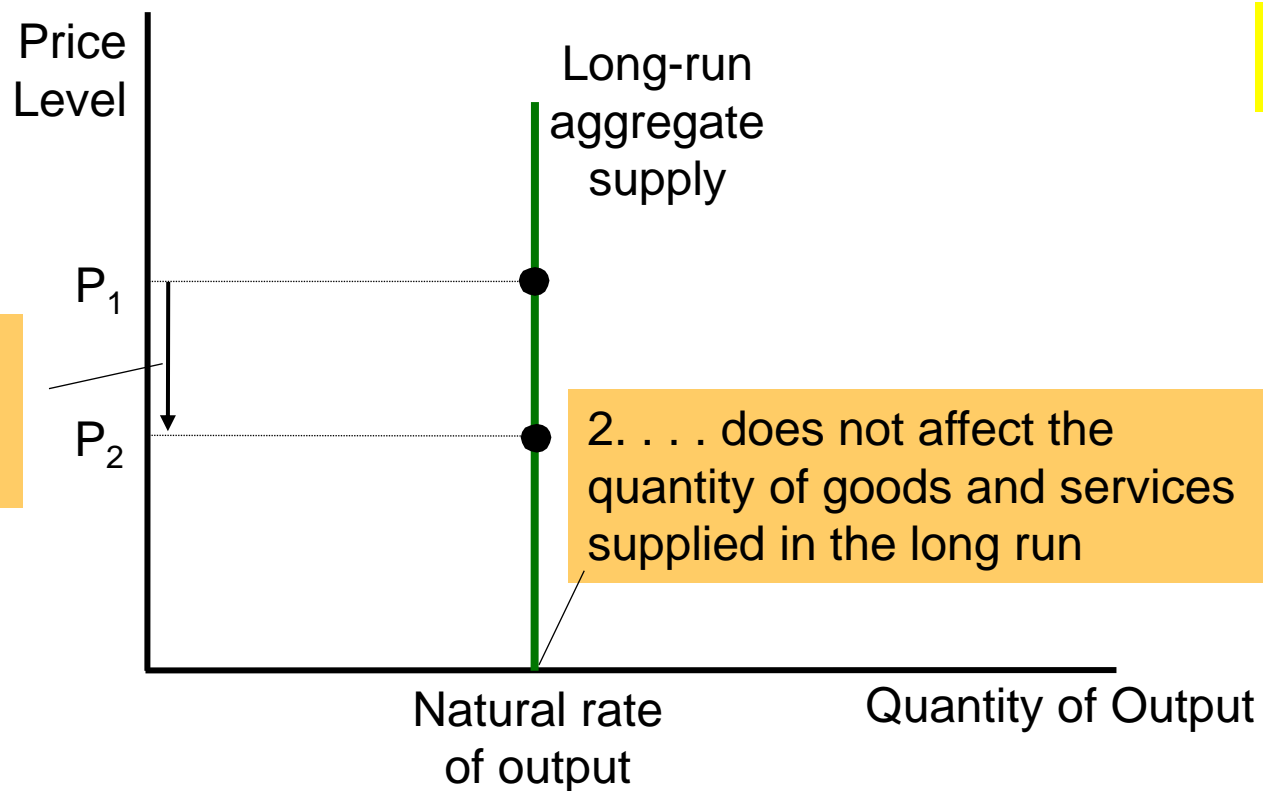 Price
Level
Long-run
aggregate
supply
P₁
P₂
2. . . . does not affect the
quantity of goods and services
supplied in the long run
Natural rate
of output
Quantity of Output